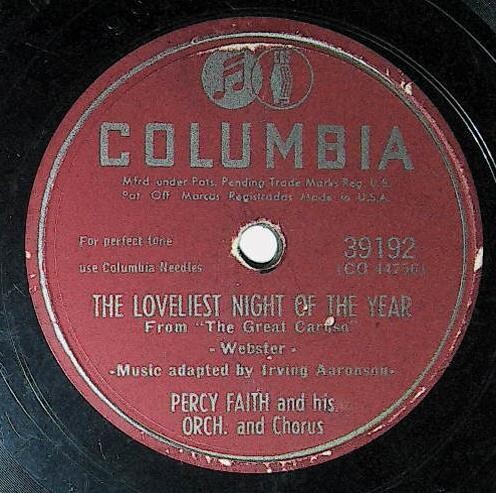 COLUMBIA
Mfrd. under Pats. Pending Trade Marks Reg. U.S.
Pat. Off. Marcas Registradas Made in U.S.A.
For perfect tone
39192
use Columbia Needles
(CO
THE LOVELIEST NIGHT OF THE YEAR
From "The Great Caruso"
- Webster -
-Music adapted by Irving Aaronson-
PERCY FAITH and his
ORCH. and Chorus